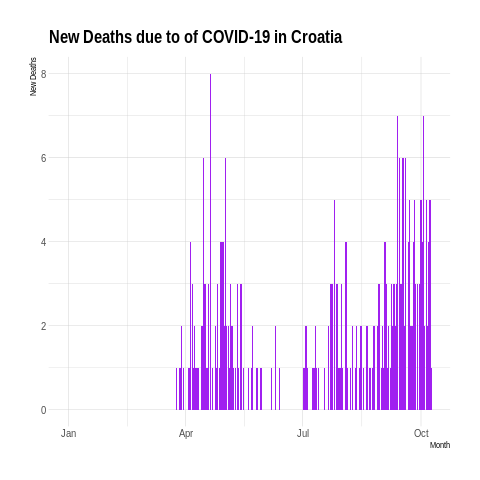 New Deaths due to of COVID-19 in Croatia
New Deaths
8
6
4
2
0
Jan Apr Jul Oct
Month